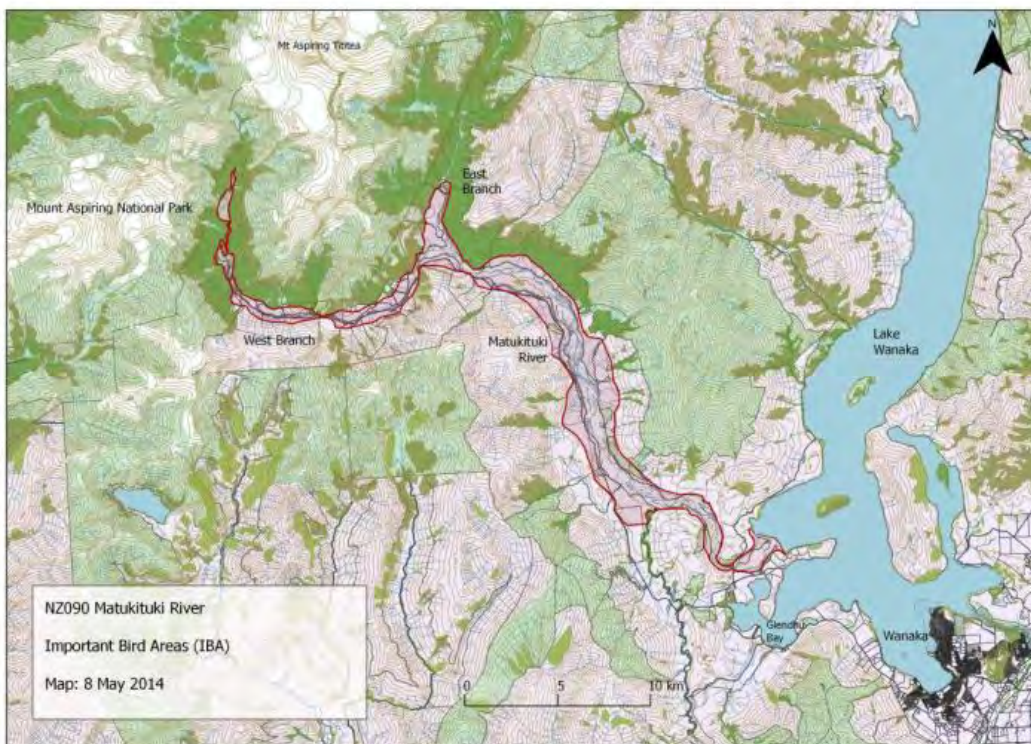 N
Mt Aspiring Tititea
East
Branch
Mount Aspiring National Park
West Branch
Matukituki
River
Lake
Wanaka
Glendhu
Bay
Wanaka
NZ090 Matukituki River
Important Bird Areas (IBA)
Map: 8 May 2014
0 5 10 km